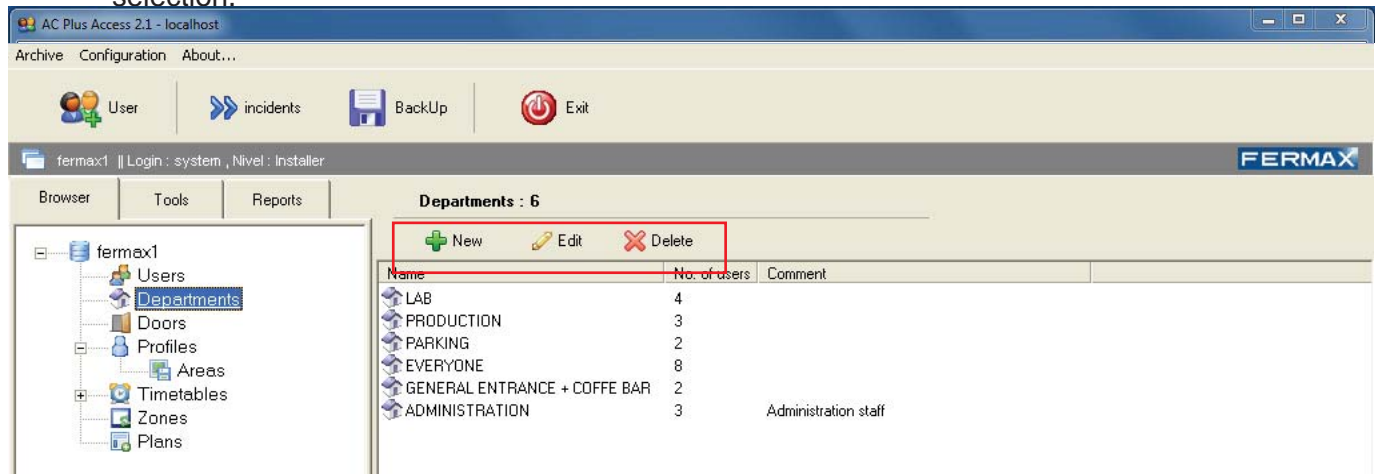 selection.
AC Plus Access 2.1 - localhost
Archive Configuration About...
User incidents BackUp Exit
fermax1 || Login : system , Nivel : Installer FERMAX
Browser Tools Reports Departments : 6
New Edit Delete
fermax1
Users
Departments
Doors
Profiles
Areas
Timetables
Zones
Plans
Name No. of users Comment
LAB 4
PRODUCTION 3
PARKING 2
EVERYONE 8
GENERAL ENTRANCE + COFFE BAR 2
ADMINISTRATION 3 Administration staff